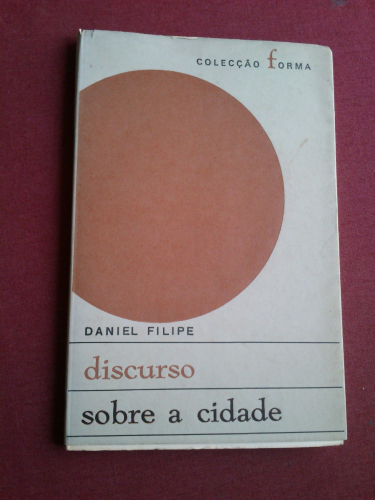 COLECÇÃO FORMA
DANIEL FILIPE
discurso
sobre a cidade